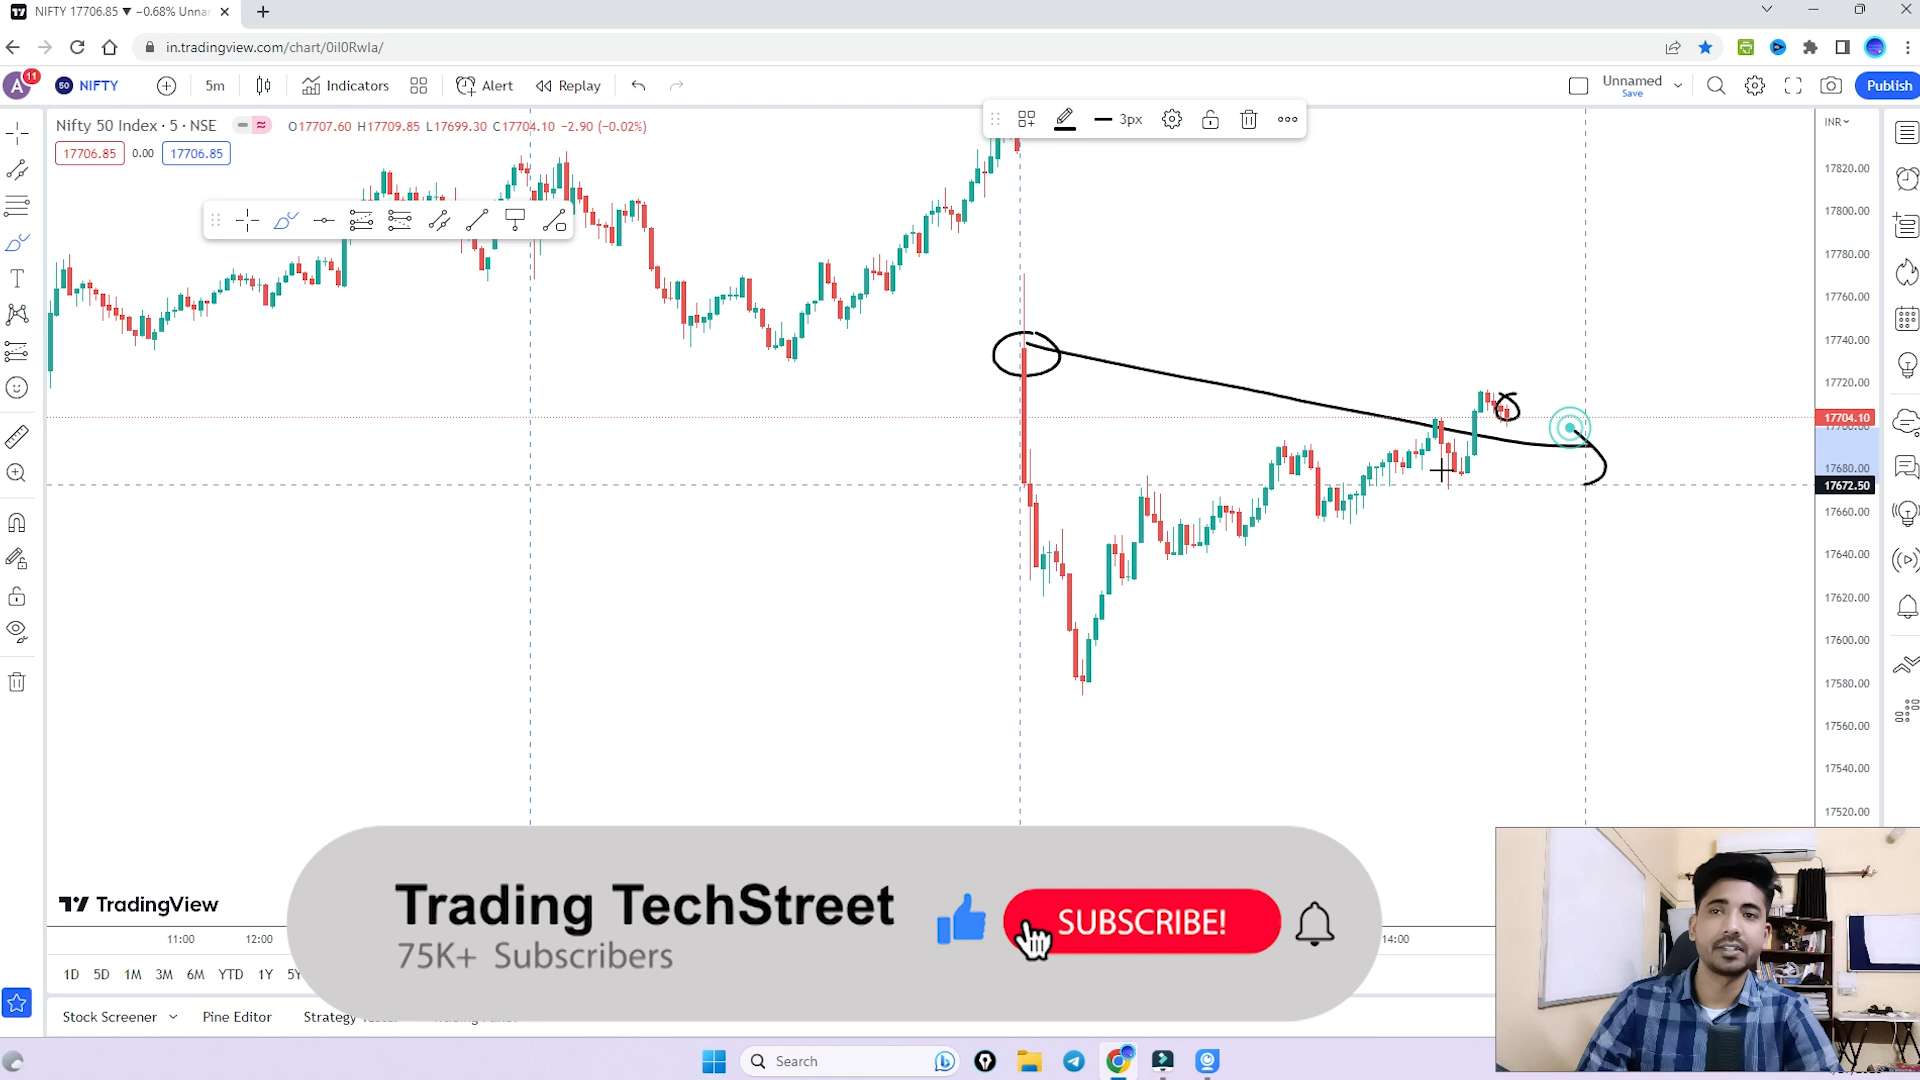 NIFTY 17706.85 ▼ −0.68% Unna
in.tradingview.com/chart/0iI0Rwla/
A 11
50 NIFTY
5m
Indicators
Alert
Replay
Unnamed
Save
Publish
Nifty 50 Index · 5 · NSE
O17707.60 H17709.85 L17699.30 C17704.10 −2.90 (−0.02%)
17706.85 0.00 17706.85
3px
INR
17820.00
17800.00
17780.00
17760.00
17740.00
17720.00
17704.10
17680.00
17672.50
17660.00
17640.00
17620.00
17600.00
17580.00
17560.00
17540.00
17520.00
TradingView
Trading TechStreet
75K+ Subscribers
SUBSCRIBE!
11:00 12:00 14:00
1D 5D 1M 3M 6M YTD 1Y 5Y
Stock Screener Pine Editor Strategy
Search